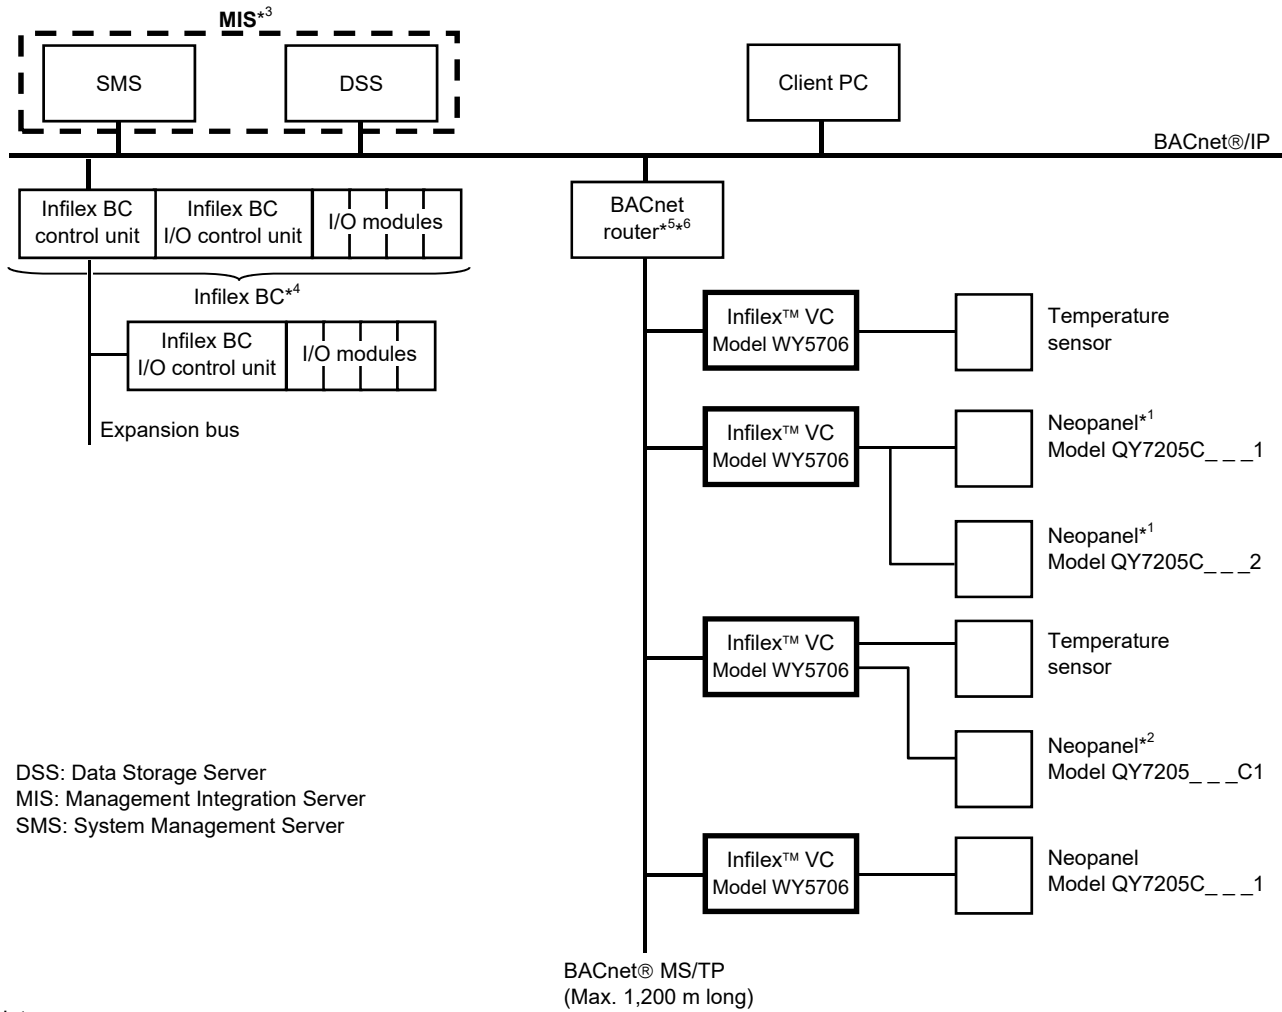 MIS*3
SMS
DSS
Client PC
BACnet®/IP
Infilex BC
control unit
Infilex BC
I/O control unit
I/O modules
BACnet
router*5*6
Infilex BC*4
Infilex BC
I/O control unit
I/O modules
Expansion bus
Infilex™ VC
Model WY5706
Temperature
sensor
Infilex™ VC
Model WY5706
Neopanel*1
Model QY7205C_ _ _1
Neopanel*1
Model QY7205C_ _ _2
Infilex™ VC
Model WY5706
Temperature
sensor
Neopanel*2
Model QY7205_ _ _C1
DSS: Data Storage Server
MIS: Management Integration Server
SMS: System Management Server
Infilex™ VC
Model WY5706
Neopanel
Model QY7205C_ _ _1
BACnet® MS/TP
(Max. 1,200 m long)